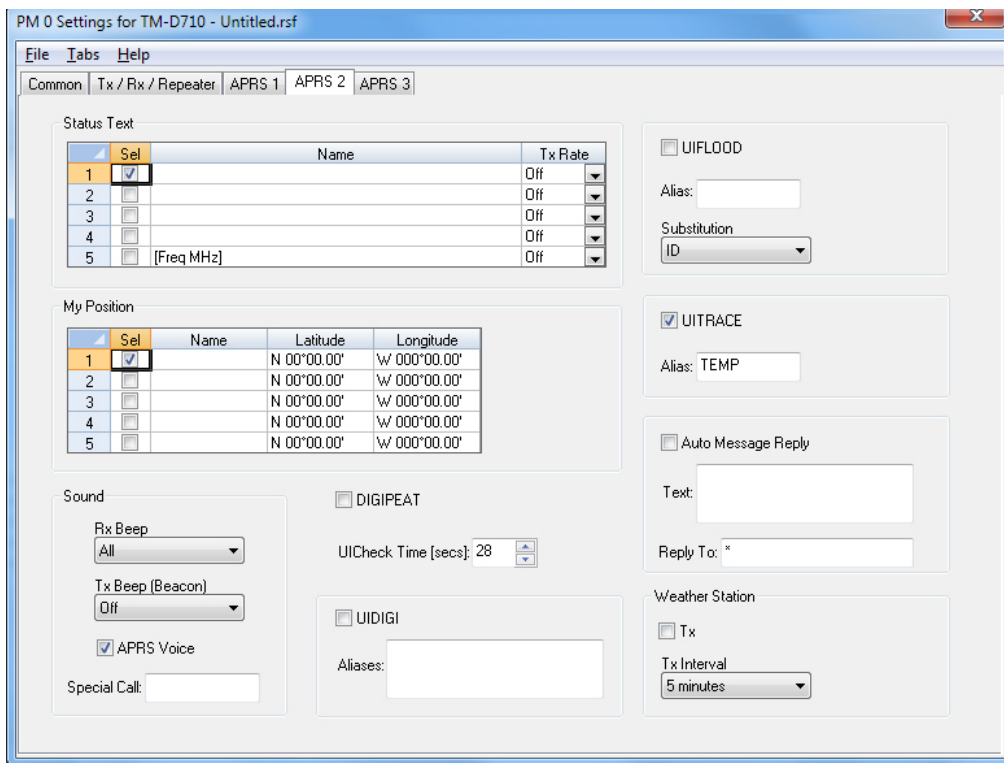 PM 0 Settings for TM-D710 - Untitled.rsf
File Tabs Help
Common Tx / Rx / Repeater APRS 1 APRS 2 APRS 3
Status Text
Sel Name Tx Rate
1 Off
2 Off
3 Off
4 Off
5 [Freq MHz] Off
My Position
Sel Name Latitude Longitude
1 N 00°00.00' W 000°00.00'
2 N 00°00.00' W 000°00.00'
3 N 00°00.00' W 000°00.00'
4 N 00°00.00' W 000°00.00'
5 N 00°00.00' W 000°00.00'
Sound
Rx Beep
All
Tx Beep (Beacon)
Off
APRS Voice
Special Call:
DIGIPEAT
UICheck Time [secs]: 28
UIDIGI
Aliases:
UIFLOOD
Alias:
Substitution
ID
UITRACE
Alias: TEMP
Auto Message Reply
Text:
Reply To: *
Weather Station
Tx
Tx Interval
5 minutes